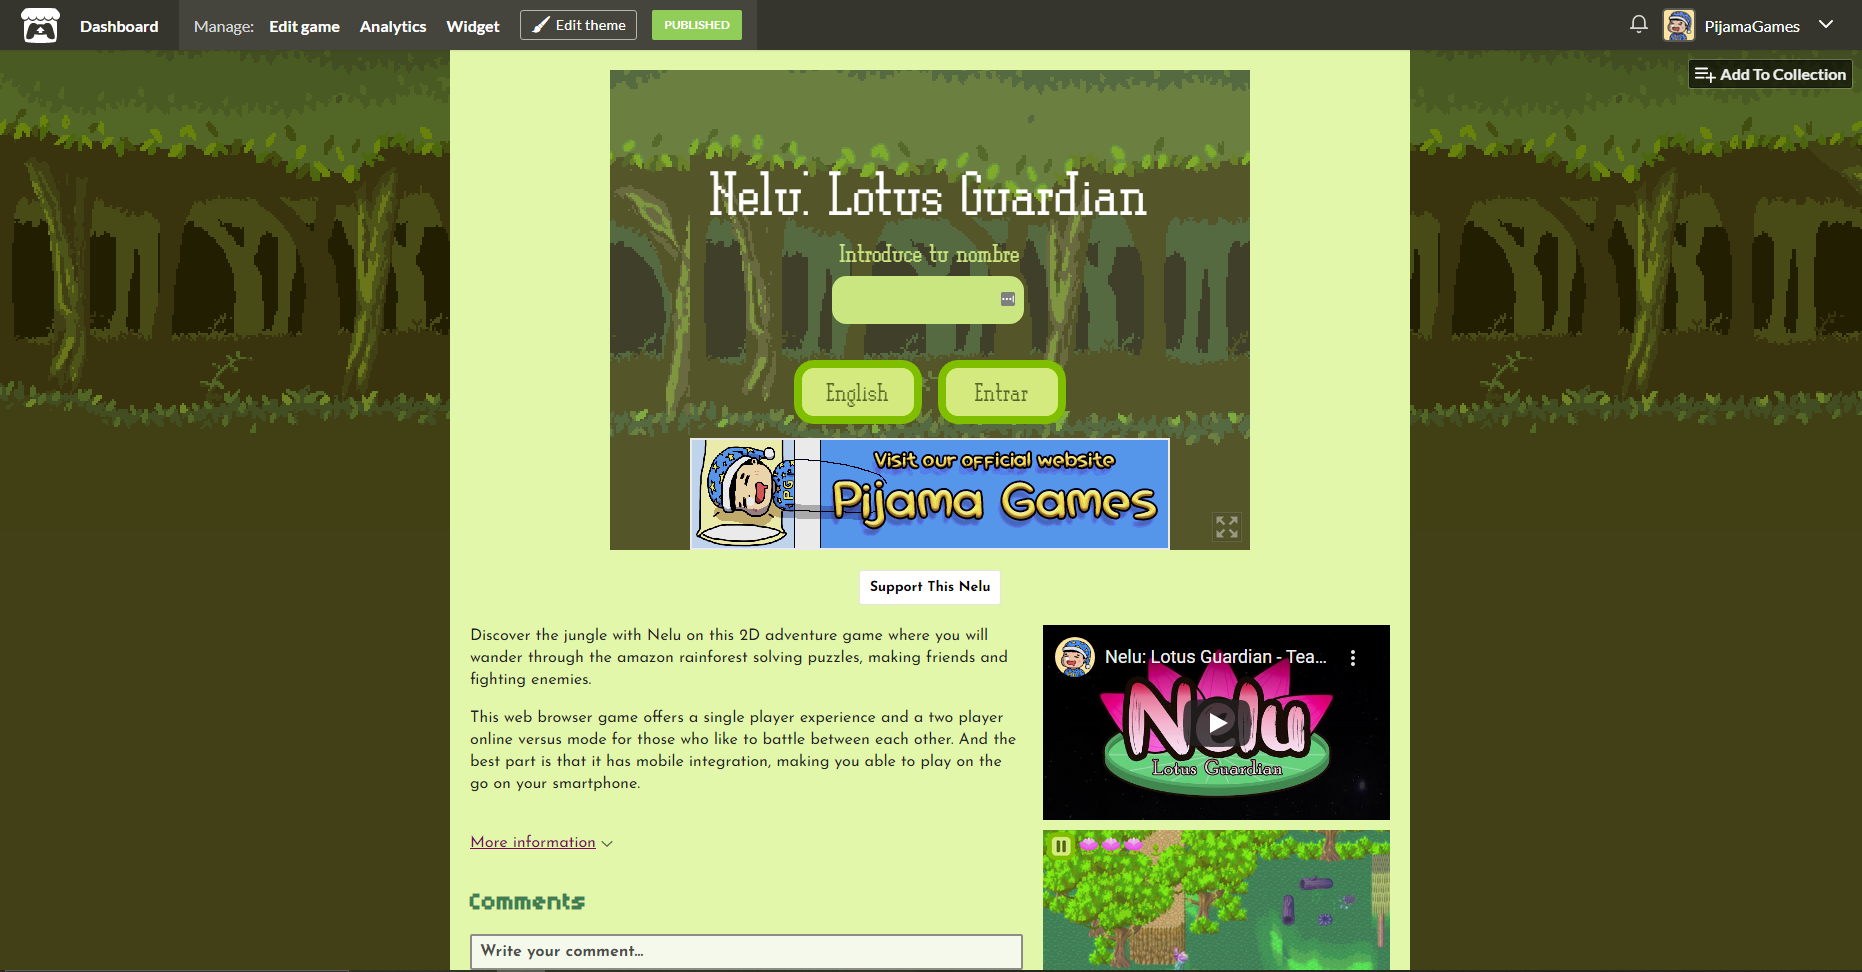 Dashboard
Manage: Edit game Analytics Widget Edit theme PUBLISHED
PijamaGames
Add To Collection
Nelu: Lotus Guardian
Introduce tu nombre
English Entrar
PG
Visit our official website
Pijama Games
Support This Nelu
Discover the jungle with Nelu on this 2D adventure game where you will
wander through the amazon rainforest solving puzzles, making friends and
fighting enemies.
This web browser game offers a single player experience and a two player
online versus mode for those who like to battle between each other. And the
best part is that it has mobile integration, making you able to play on the
go on your smartphone.
More information
Comments
Write your comment...
Nelu: Lotus Guardian - Tea...
Nelu
Lotus Guardian